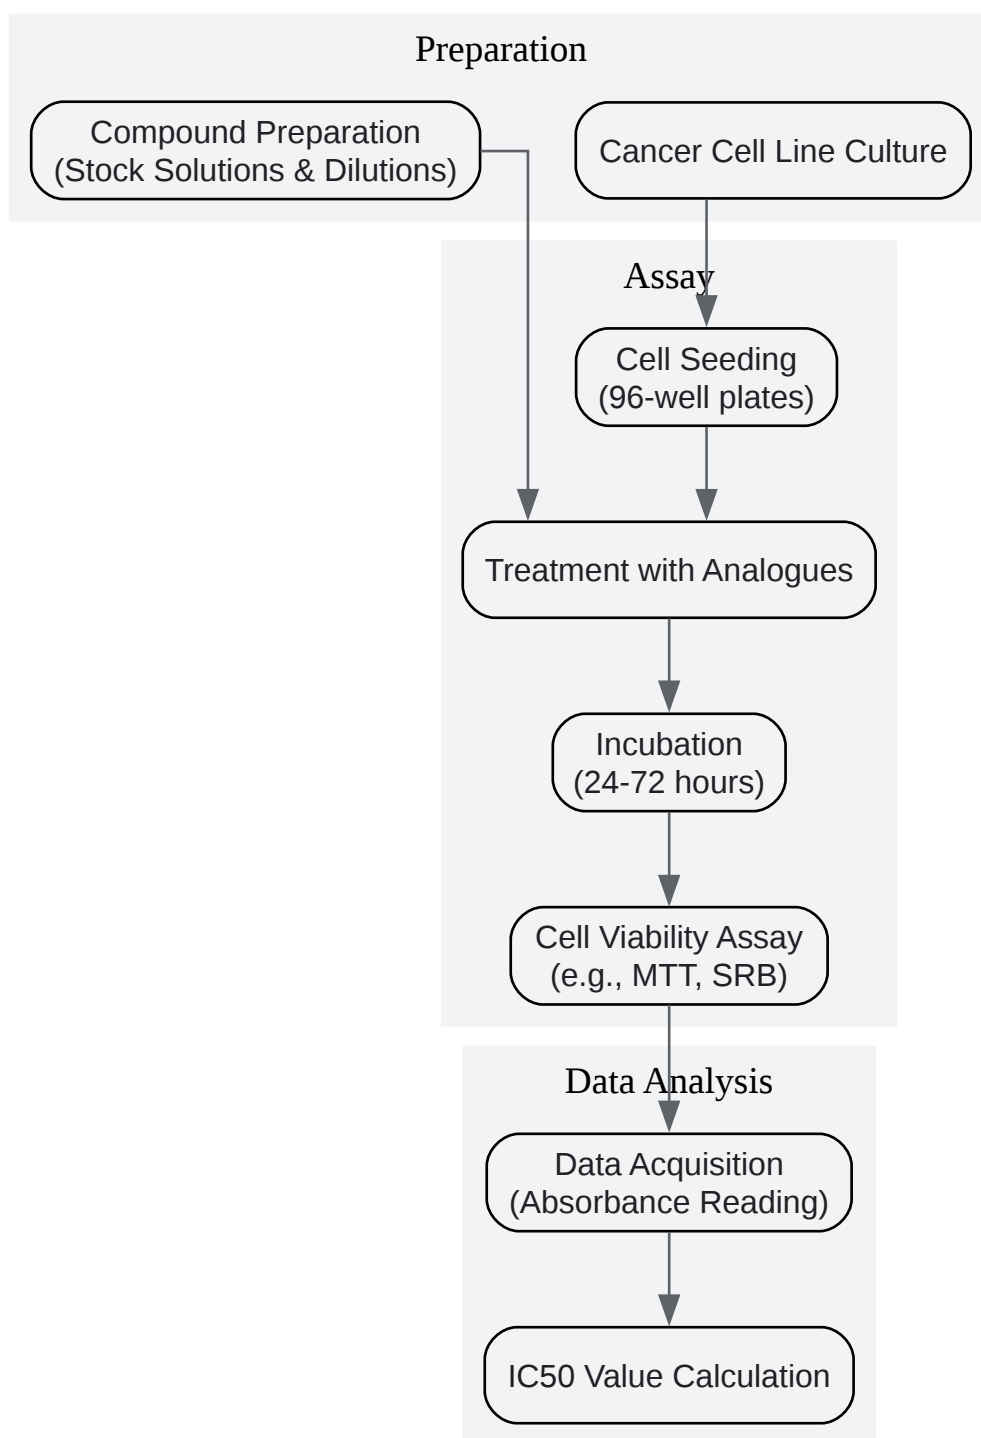 Preparation
Compound Preparation
(Stock Solutions & Dilutions)
Cancer Cell Line Culture
Assay
Cell Seeding
(96-well plates)
Treatment with Analogues
Incubation
(24-72 hours)
Cell Viability Assay
(e.g., MTT, SRB)
Data Analysis
Data Acquisition
(Absorbance Reading)
IC50 Value Calculation